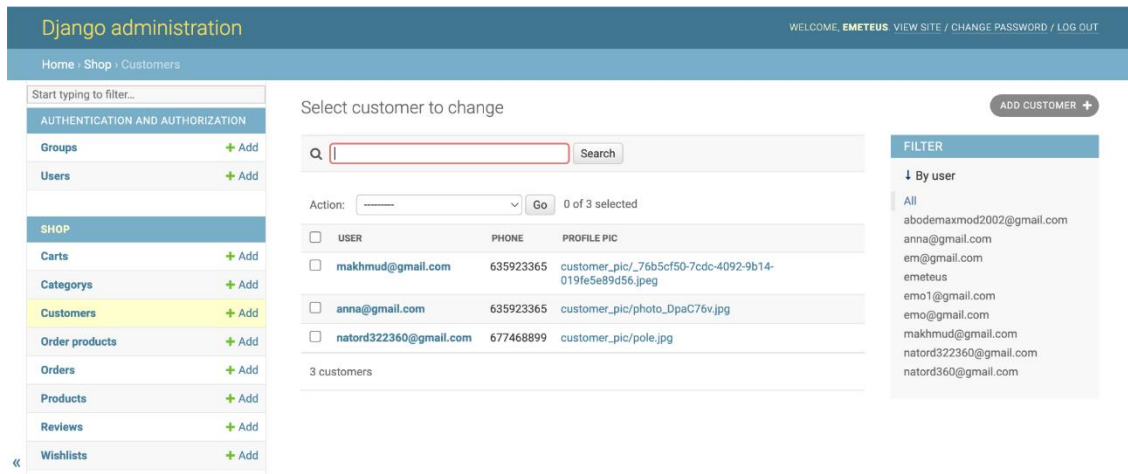 Django administration
WELCOME, EMETEUS. VIEW SITE / CHANGE PASSWORD / LOG OUT
Home › Shop › Customers
Start typing to filter...
AUTHENTICATION AND AUTHORIZATION
Groups + Add
Users + Add
SHOP
Carts + Add
Categorys + Add
Customers + Add
Order products + Add
Orders + Add
Products + Add
Reviews + Add
Wishlists + Add
«
Select customer to change
ADD CUSTOMER +
Search
Action: --------- Go 0 of 3 selected
USER PHONE PROFILE PIC
makhmud@gmail.com 635923365 customer_pic/_76b5cf50-7cdc-4092-9b14-
019fe5e89d56.jpeg
anna@gmail.com 635923365 customer_pic/photo_DpaC76v.jpg
natord322360@gmail.com 677468899 customer_pic/pole.jpg
3 customers
FILTER
↓ By user
All
abodemaxmod2002@gmail.com
anna@gmail.com
em@gmail.com
emeteus
emo1@gmail.com
emo@gmail.com
makhmud@gmail.com
natord322360@gmail.com
natord360@gmail.com